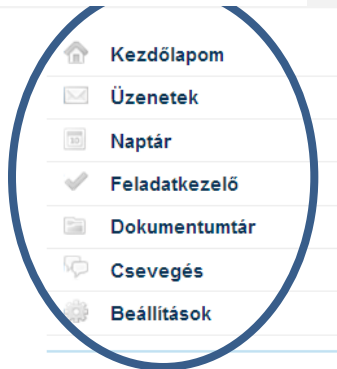 Kezdőlapom
Üzenetek
Naptár
Feladatkezelő
Dokumentumtár
Csevegés
Beállítások